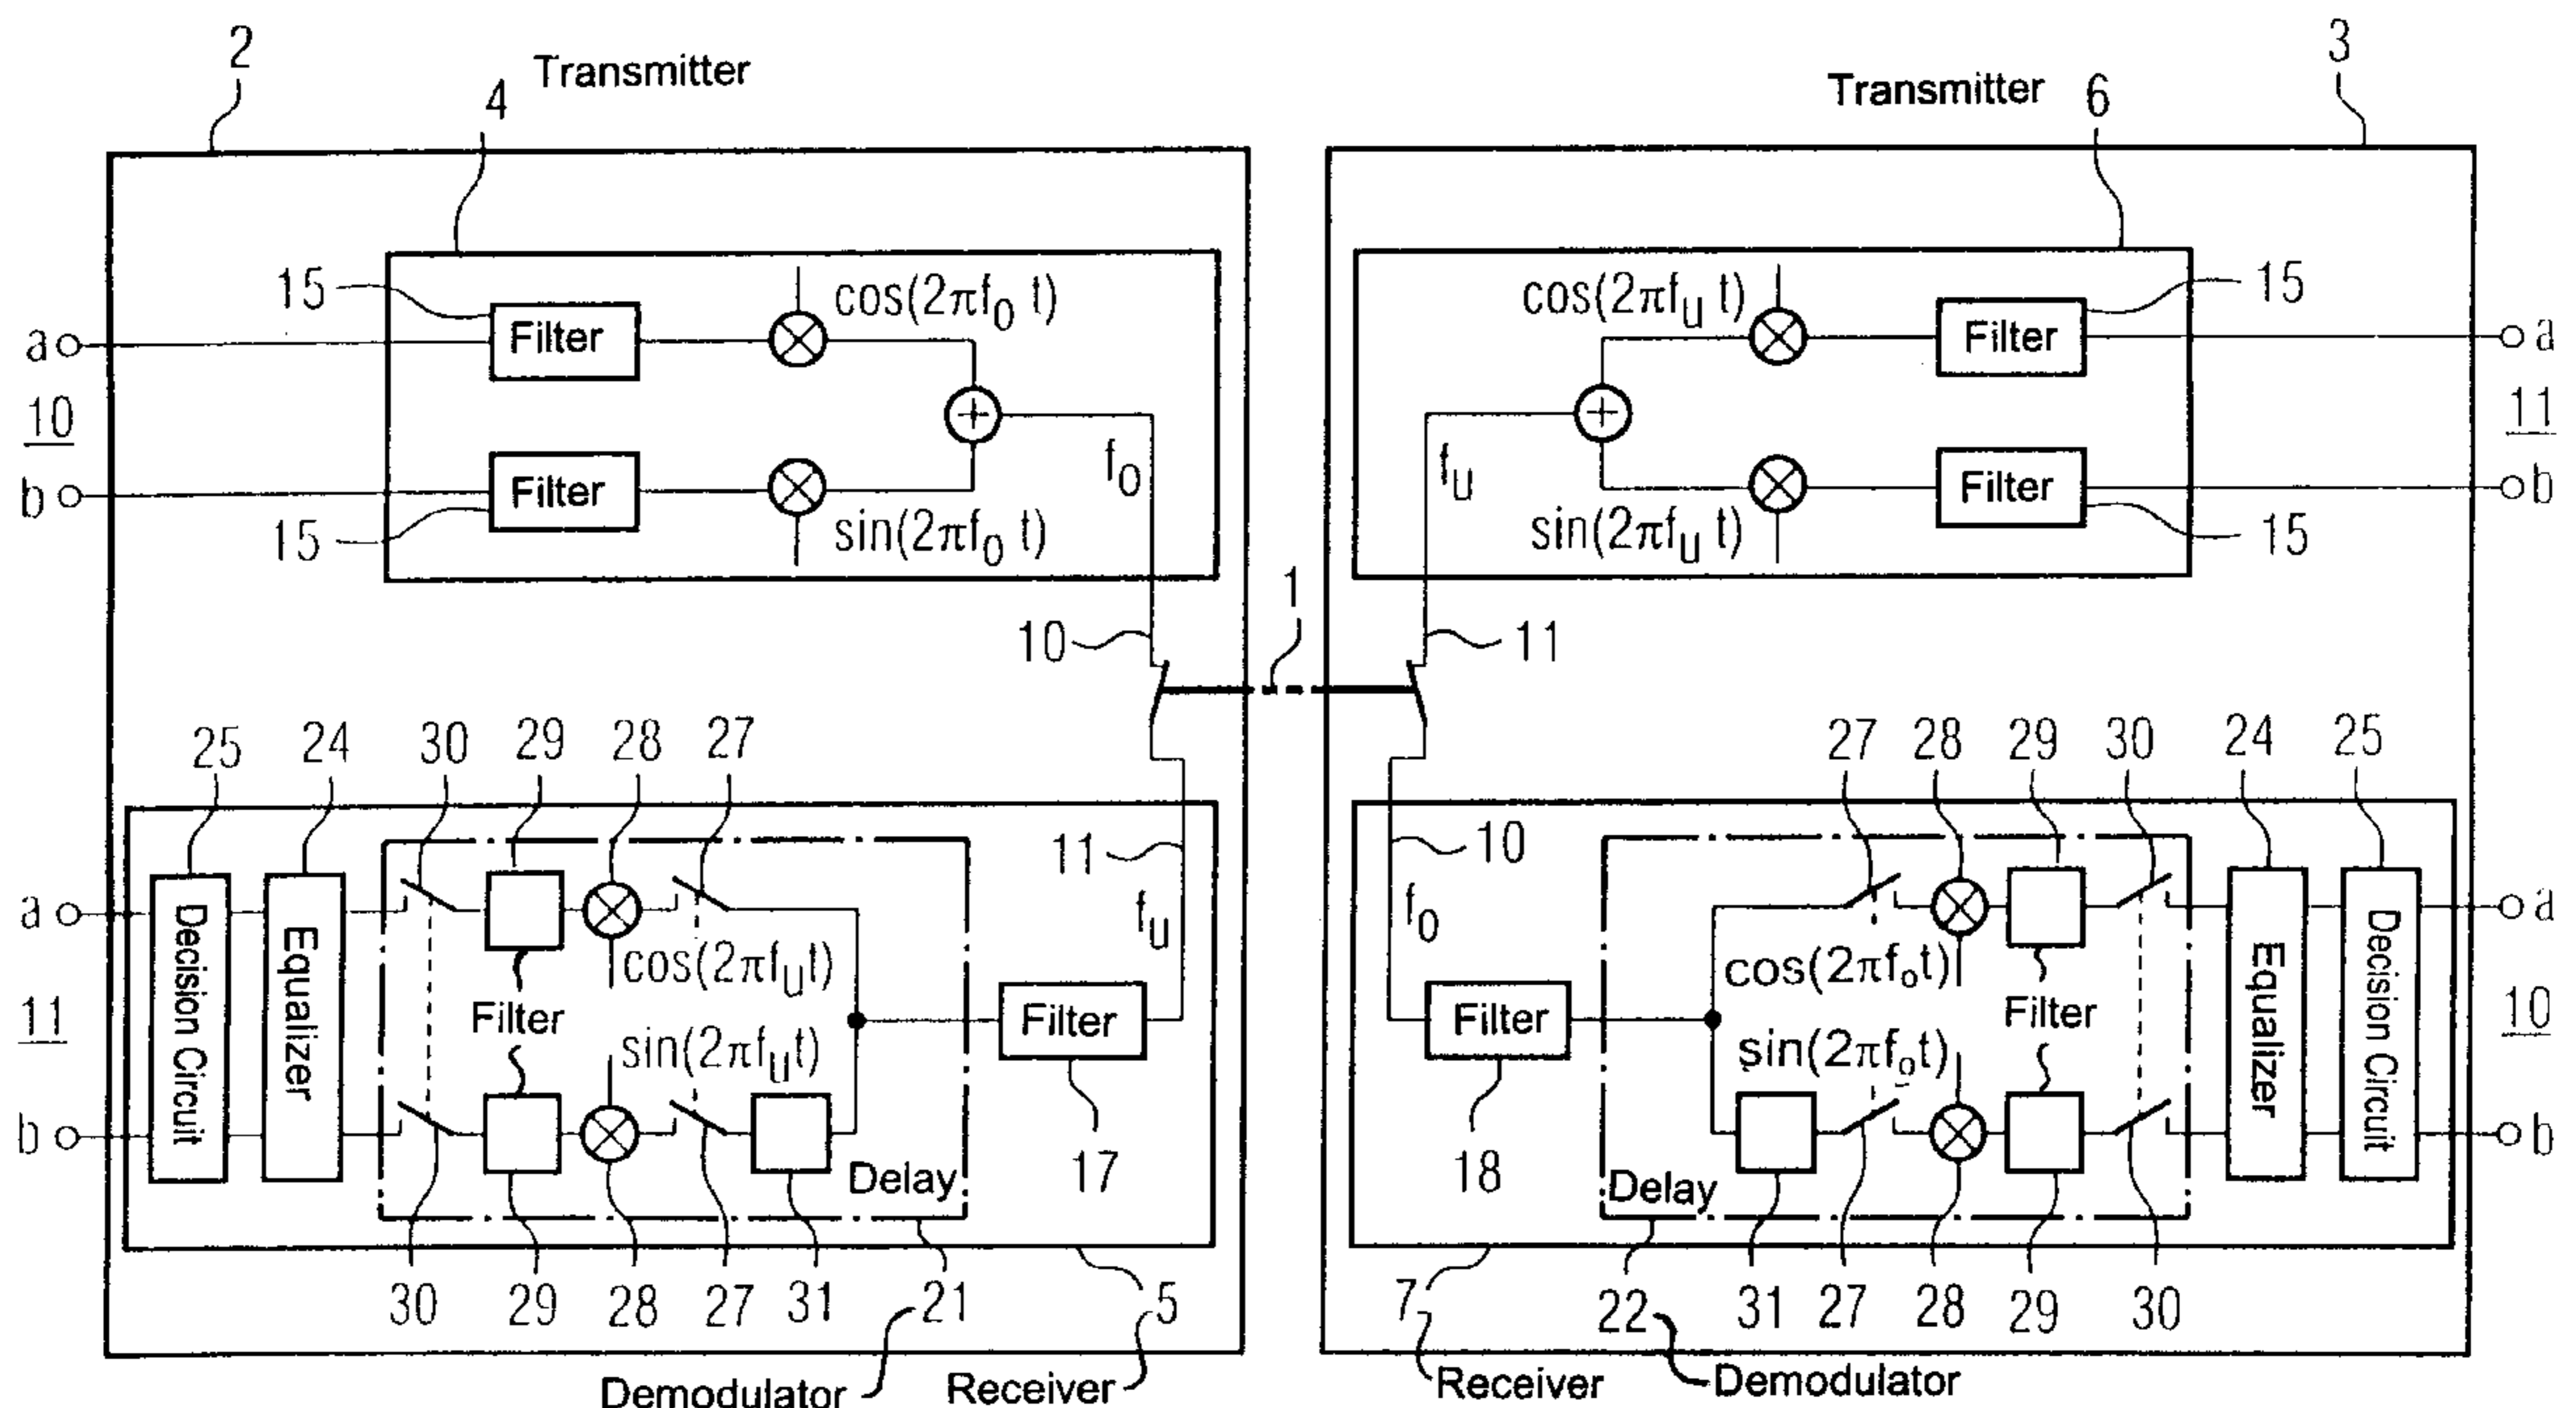 2
Transmitter
4
Transmitter
6
3
15
cos(2πf0 t)
cos(2πfU t)
15
a
Filter
Filter
a
10
f0
fU
11
b
Filter
Filter
b
15
sin(2πf0 t)
sin(2πfU t)
15
1
10
11
25
24
30
29
28
27
27
28
29
30
24
25
11
10
a
Decision Circuit
Equalizer
fU
f0
Equalizer
Decision Circuit
a
cos(2πfUt)
cos(2πfot)
11
Filter
Filter
Filter
Filter
10
sin(2πfUt)
sin(2πfot)
b
b
Delay
17
18
Delay
30
29
28
27
31
21
5
7
22
31
27
28
29
30
Demodulator
Receiver
Receiver
Demodulator